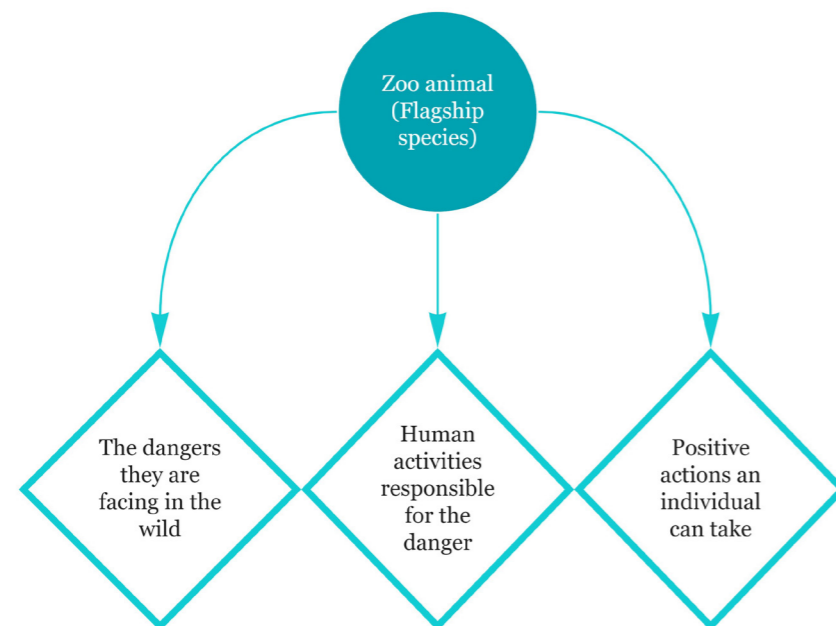 Zoo animal
(Flagship
species)
The dangers
they are
facing in the
wild
Human
activities
responsible
for the
danger
Positive
actions an
individual
can take